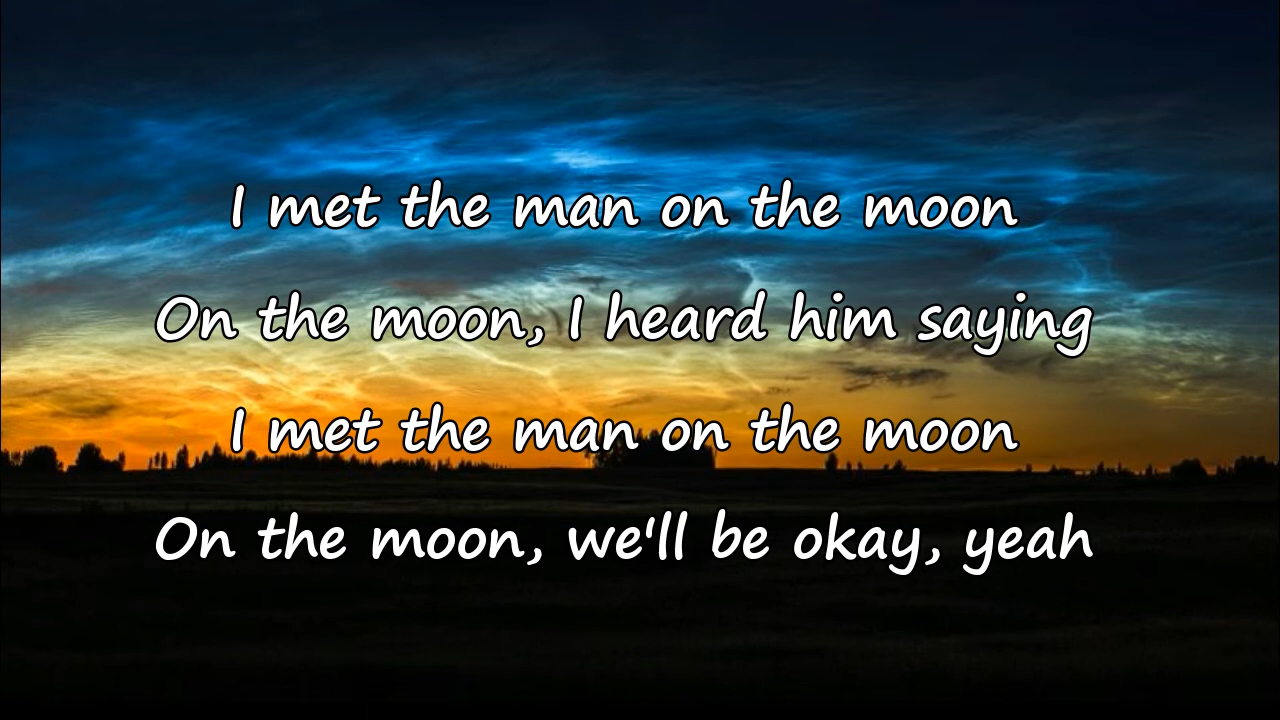 I met the man on the moon
On the moon, I heard him saying
I met the man on the moon
On the moon, we'll be okay, yeah